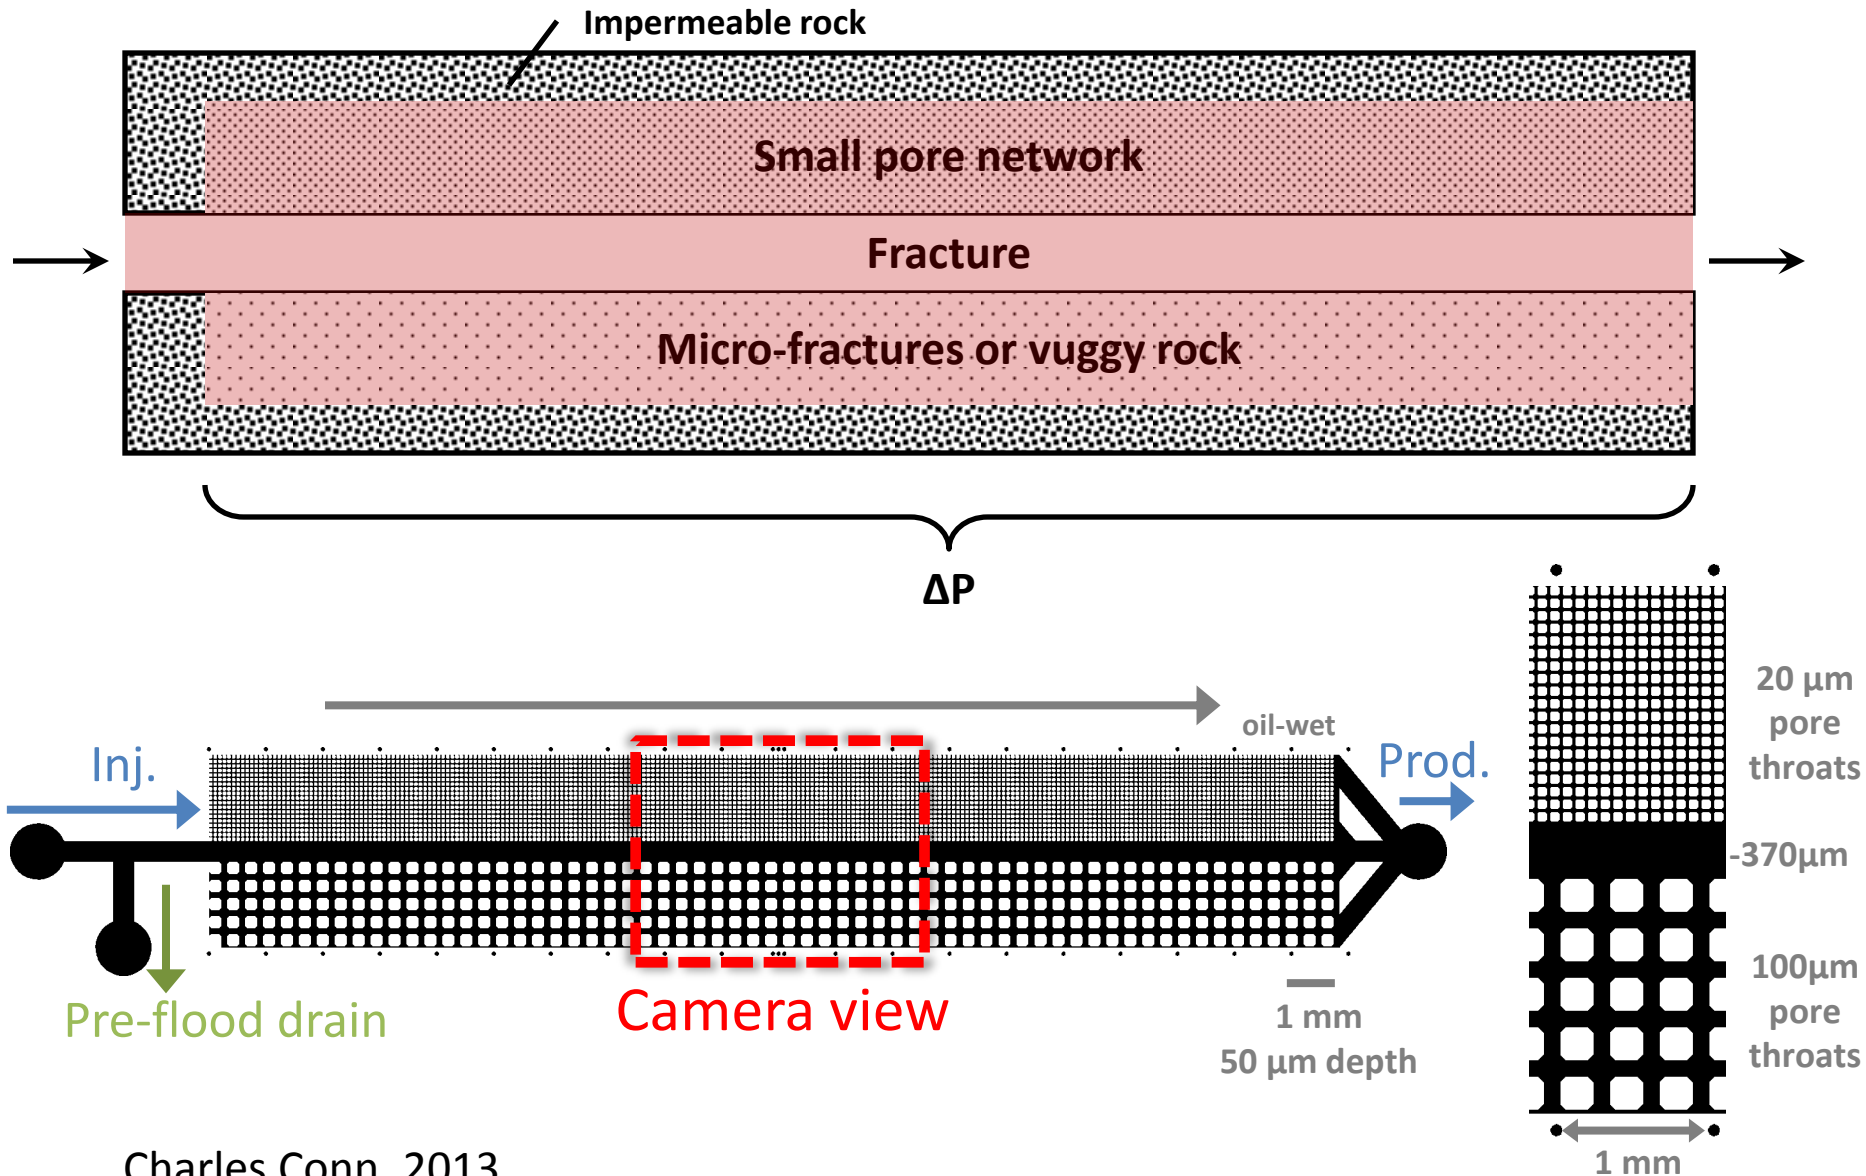 Impermeable rock
Small pore network
Fracture
Micro-fractures or vuggy rock
ΔP
oil-wet
Inj.
Prod.
Pre-flood drain
Camera view
1 mm
50 µm depth
20 µm
pore
throats
-370µm
100µm
pore
throats
1 mm
Charles Conn, 2013